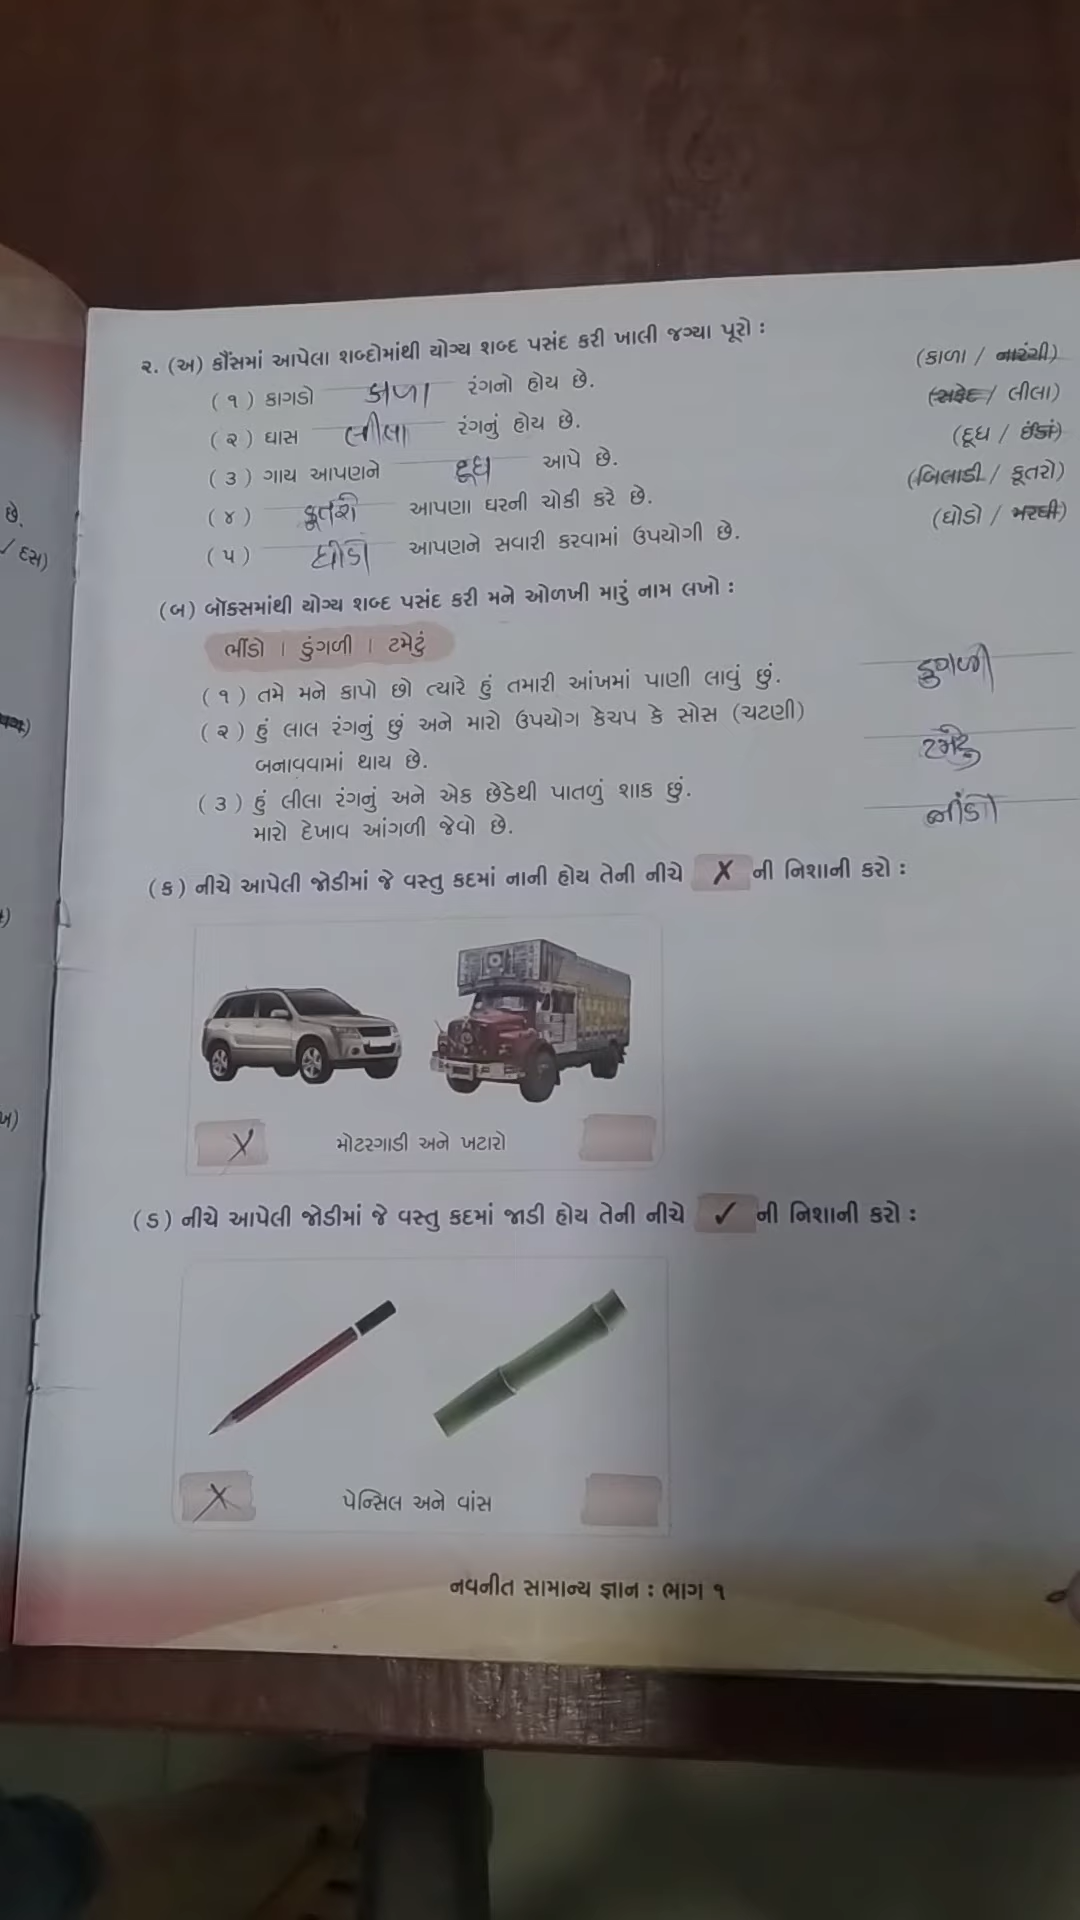 ૨. (અ) કૌંસમાં આપેલા શબ્દોમાંથી યોગ્ય શબ્દ પસંદ કરી ખાલી જગ્યા પૂરો :
(૧) કાગડો કાળા રંગનો હોય છે. (કાળા / નારંગી)
(૨) ઘાસ લીલા રંગનું હોય છે. (સફેદ / લીલા)
(૩) ગાય આપણને દૂધ આપે છે. (દૂધ / ઈંડાં)
(૪) કૂતરો આપણા ઘરની ચોકી કરે છે. (બિલાડી / કૂતરો)
(૫) ઘોડો આપણને સવારી કરવામાં ઉપયોગી છે. (ઘોડો / મરઘી)
(બ) બૉક્સમાંથી યોગ્ય શબ્દ પસંદ કરી મને ઓળખી મારું નામ લખો :
ભીંડો । ડુંગળી । ટમેટું
(૧) તમે મને કાપો છો ત્યારે હું તમારી આંખમાં પાણી લાવું છું. ડુગળી
(૨) હું લાલ રંગનું છું અને મારો ઉપયોગ કેચપ કે સોસ (ચટણી)
બનાવવામાં થાય છે. ટમેટુ
(૩) હું લીલા રંગનું અને એક છેડેથી પાતળું શાક છું.
મારો દેખાવ આંગળી જેવો છે. ભીંડો
(ક) નીચે આપેલી જોડીમાં જે વસ્તુ કદમાં નાની હોય તેની નીચે ✗ ની નિશાની કરો :
✗ મોટરગાડી અને ખટારો
(ડ) નીચે આપેલી જોડીમાં જે વસ્તુ કદમાં જાડી હોય તેની નીચે ✓ ની નિશાની કરો :
✗ પેન્સિલ અને વાંસ
નવનીત સામાન્ય જ્ઞાન : ભાગ ૧
છે.
/ દસ)